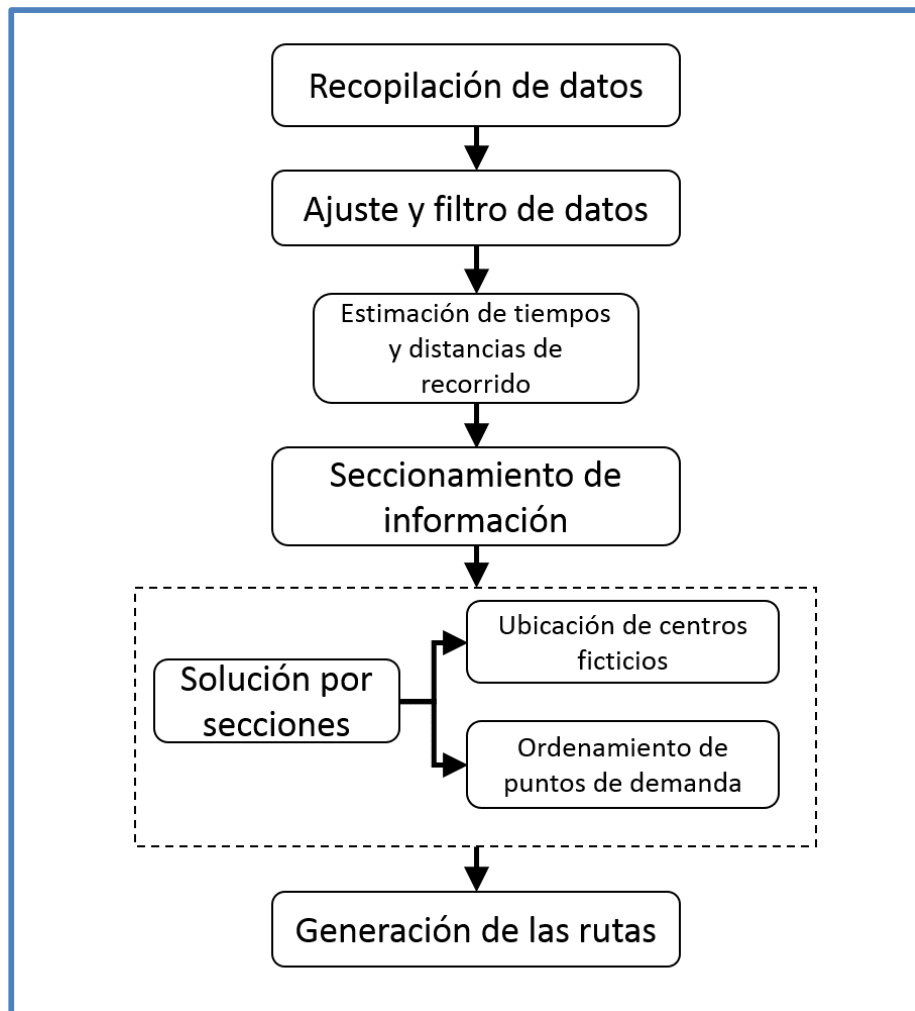 Recopilación de datos
Ajuste y filtro de datos
Estimación de tiempos
y distancias de
recorrido
Seccionamiento de
información
Solución por
secciones
Ubicación de centros
ficticios
Ordenamiento de
puntos de demanda
Generación de las rutas